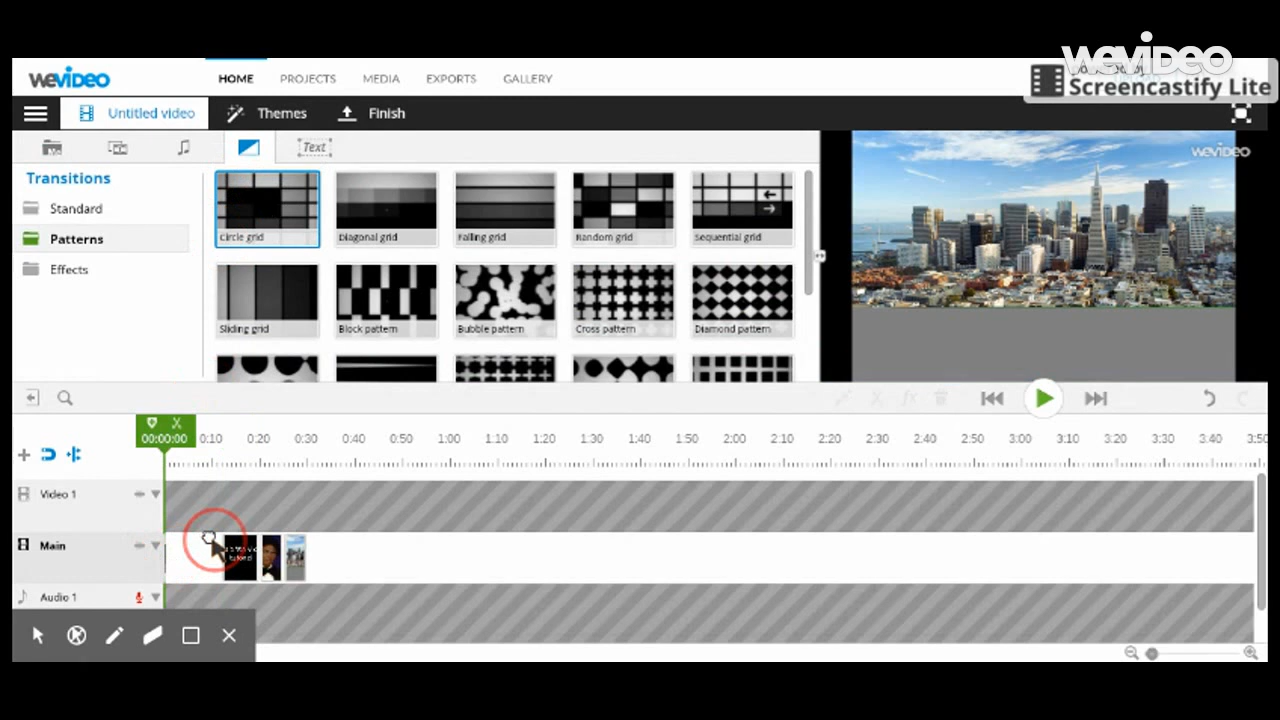 wevideo
Screencastify Lite
wevideo
HOME PROJECTS MEDIA EXPORTS GALLERY
Untitled video Themes Finish
Text
wevideo
Transitions
Standard
Patterns
Effects
Circle grid Diagonal grid Falling grid Random grid Sequential grid
Sliding grid Block pattern Bubble pattern Cross pattern Diamond pattern
fx
00:00:00 0:10 0:20 0:30 0:40 0:50 1:00 1:10 1:20 1:30 1:40 1:50 2:00 2:10 2:20 2:30 2:40 2:50 3:00 3:10 3:20 3:30 3:40 3:50
Video 1
Main
tutorial
Audio 1